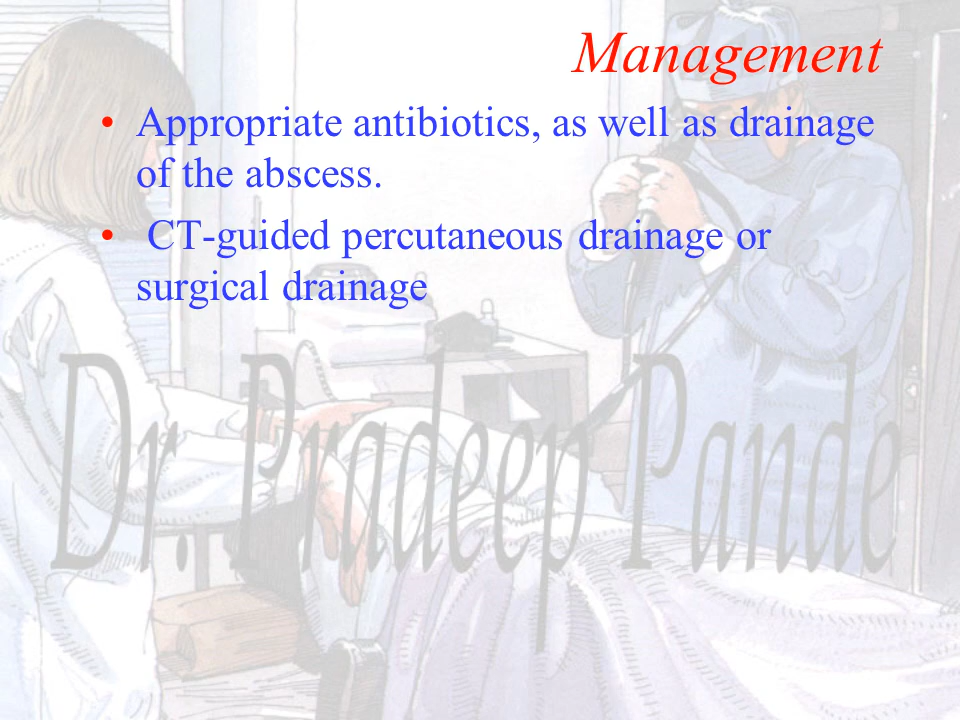 Management
• Appropriate antibiotics, as well as drainage
of the abscess.
• CT-guided percutaneous drainage or
surgical drainage
Dr. Pradeep Pande